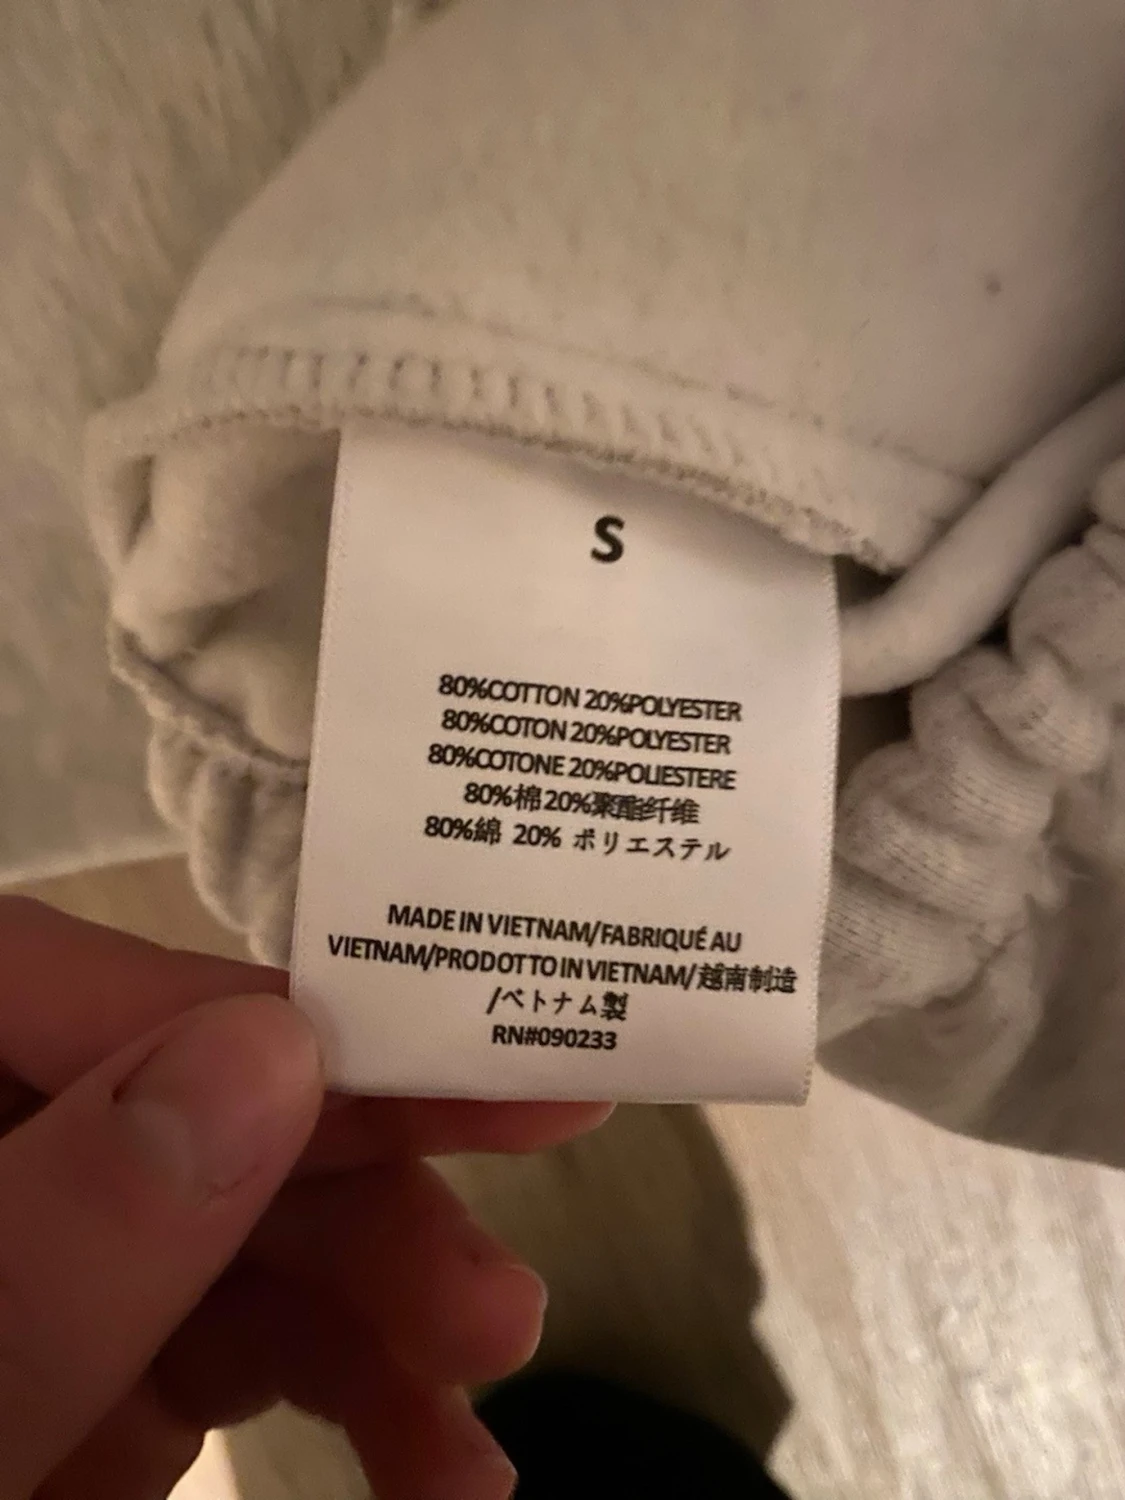 S
80%COTTON 20%POLYESTER
80%COTON 20%POLYESTER
80%COTONE 20%POLIESTERE
80%棉20%聚酯纤维
80%綿 20% ポリエステル
MADE IN VIETNAM/FABRIQUÉ AU
VIETNAM/PRODOTTO IN VIETNAM/越南制造
/ベトナム製
RN#090233